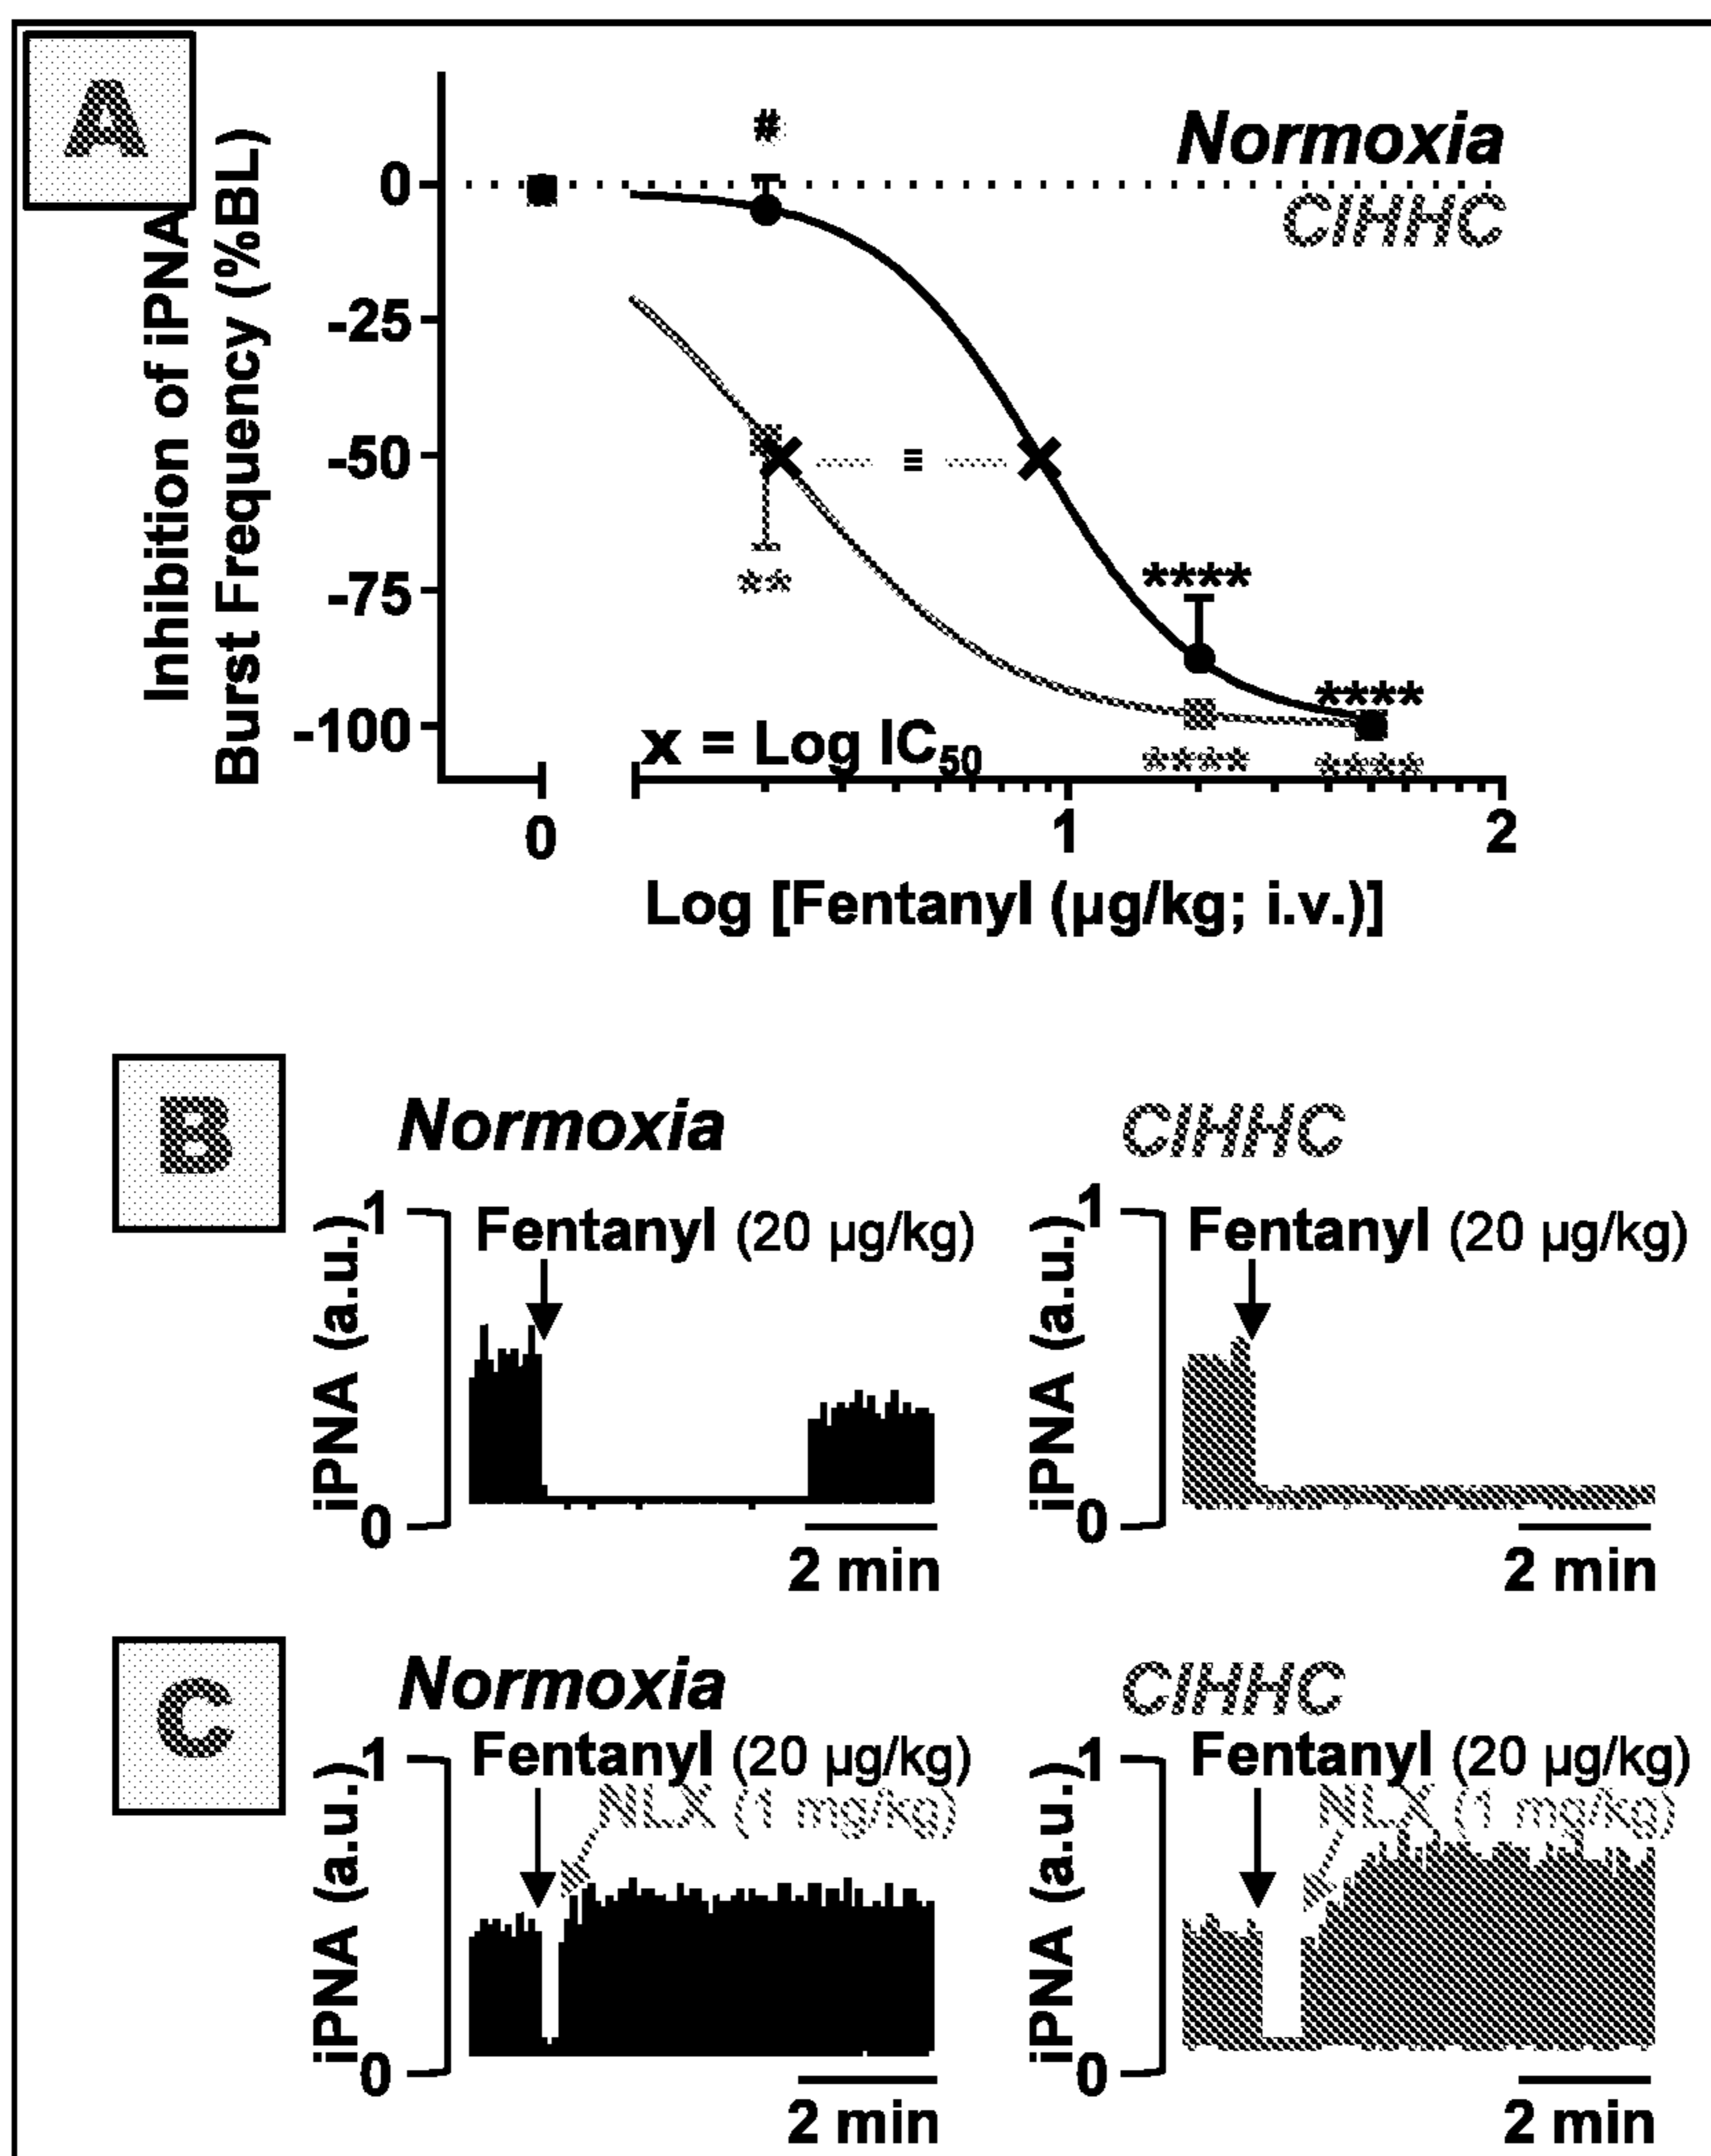 A
Inhibition of iPNA
Burst Frequency (%BL)
0
-25
-50
-75
-100
#
Normoxia
CIHHC
**
****
****
****
****
x = Log IC50
0
1
2
Log [Fentanyl (µg/kg; i.v.)]
B
Normoxia
iPNA (a.u.)
1
0
Fentanyl (20 µg/kg)
2 min
CIHHC
iPNA (a.u.)
1
0
Fentanyl (20 µg/kg)
2 min
C
Normoxia
iPNA (a.u.)
1
0
Fentanyl (20 µg/kg)
NLX (1 mg/kg)
2 min
CIHHC
iPNA (a.u.)
1
0
Fentanyl (20 µg/kg)
NLX (1 mg/kg)
2 min